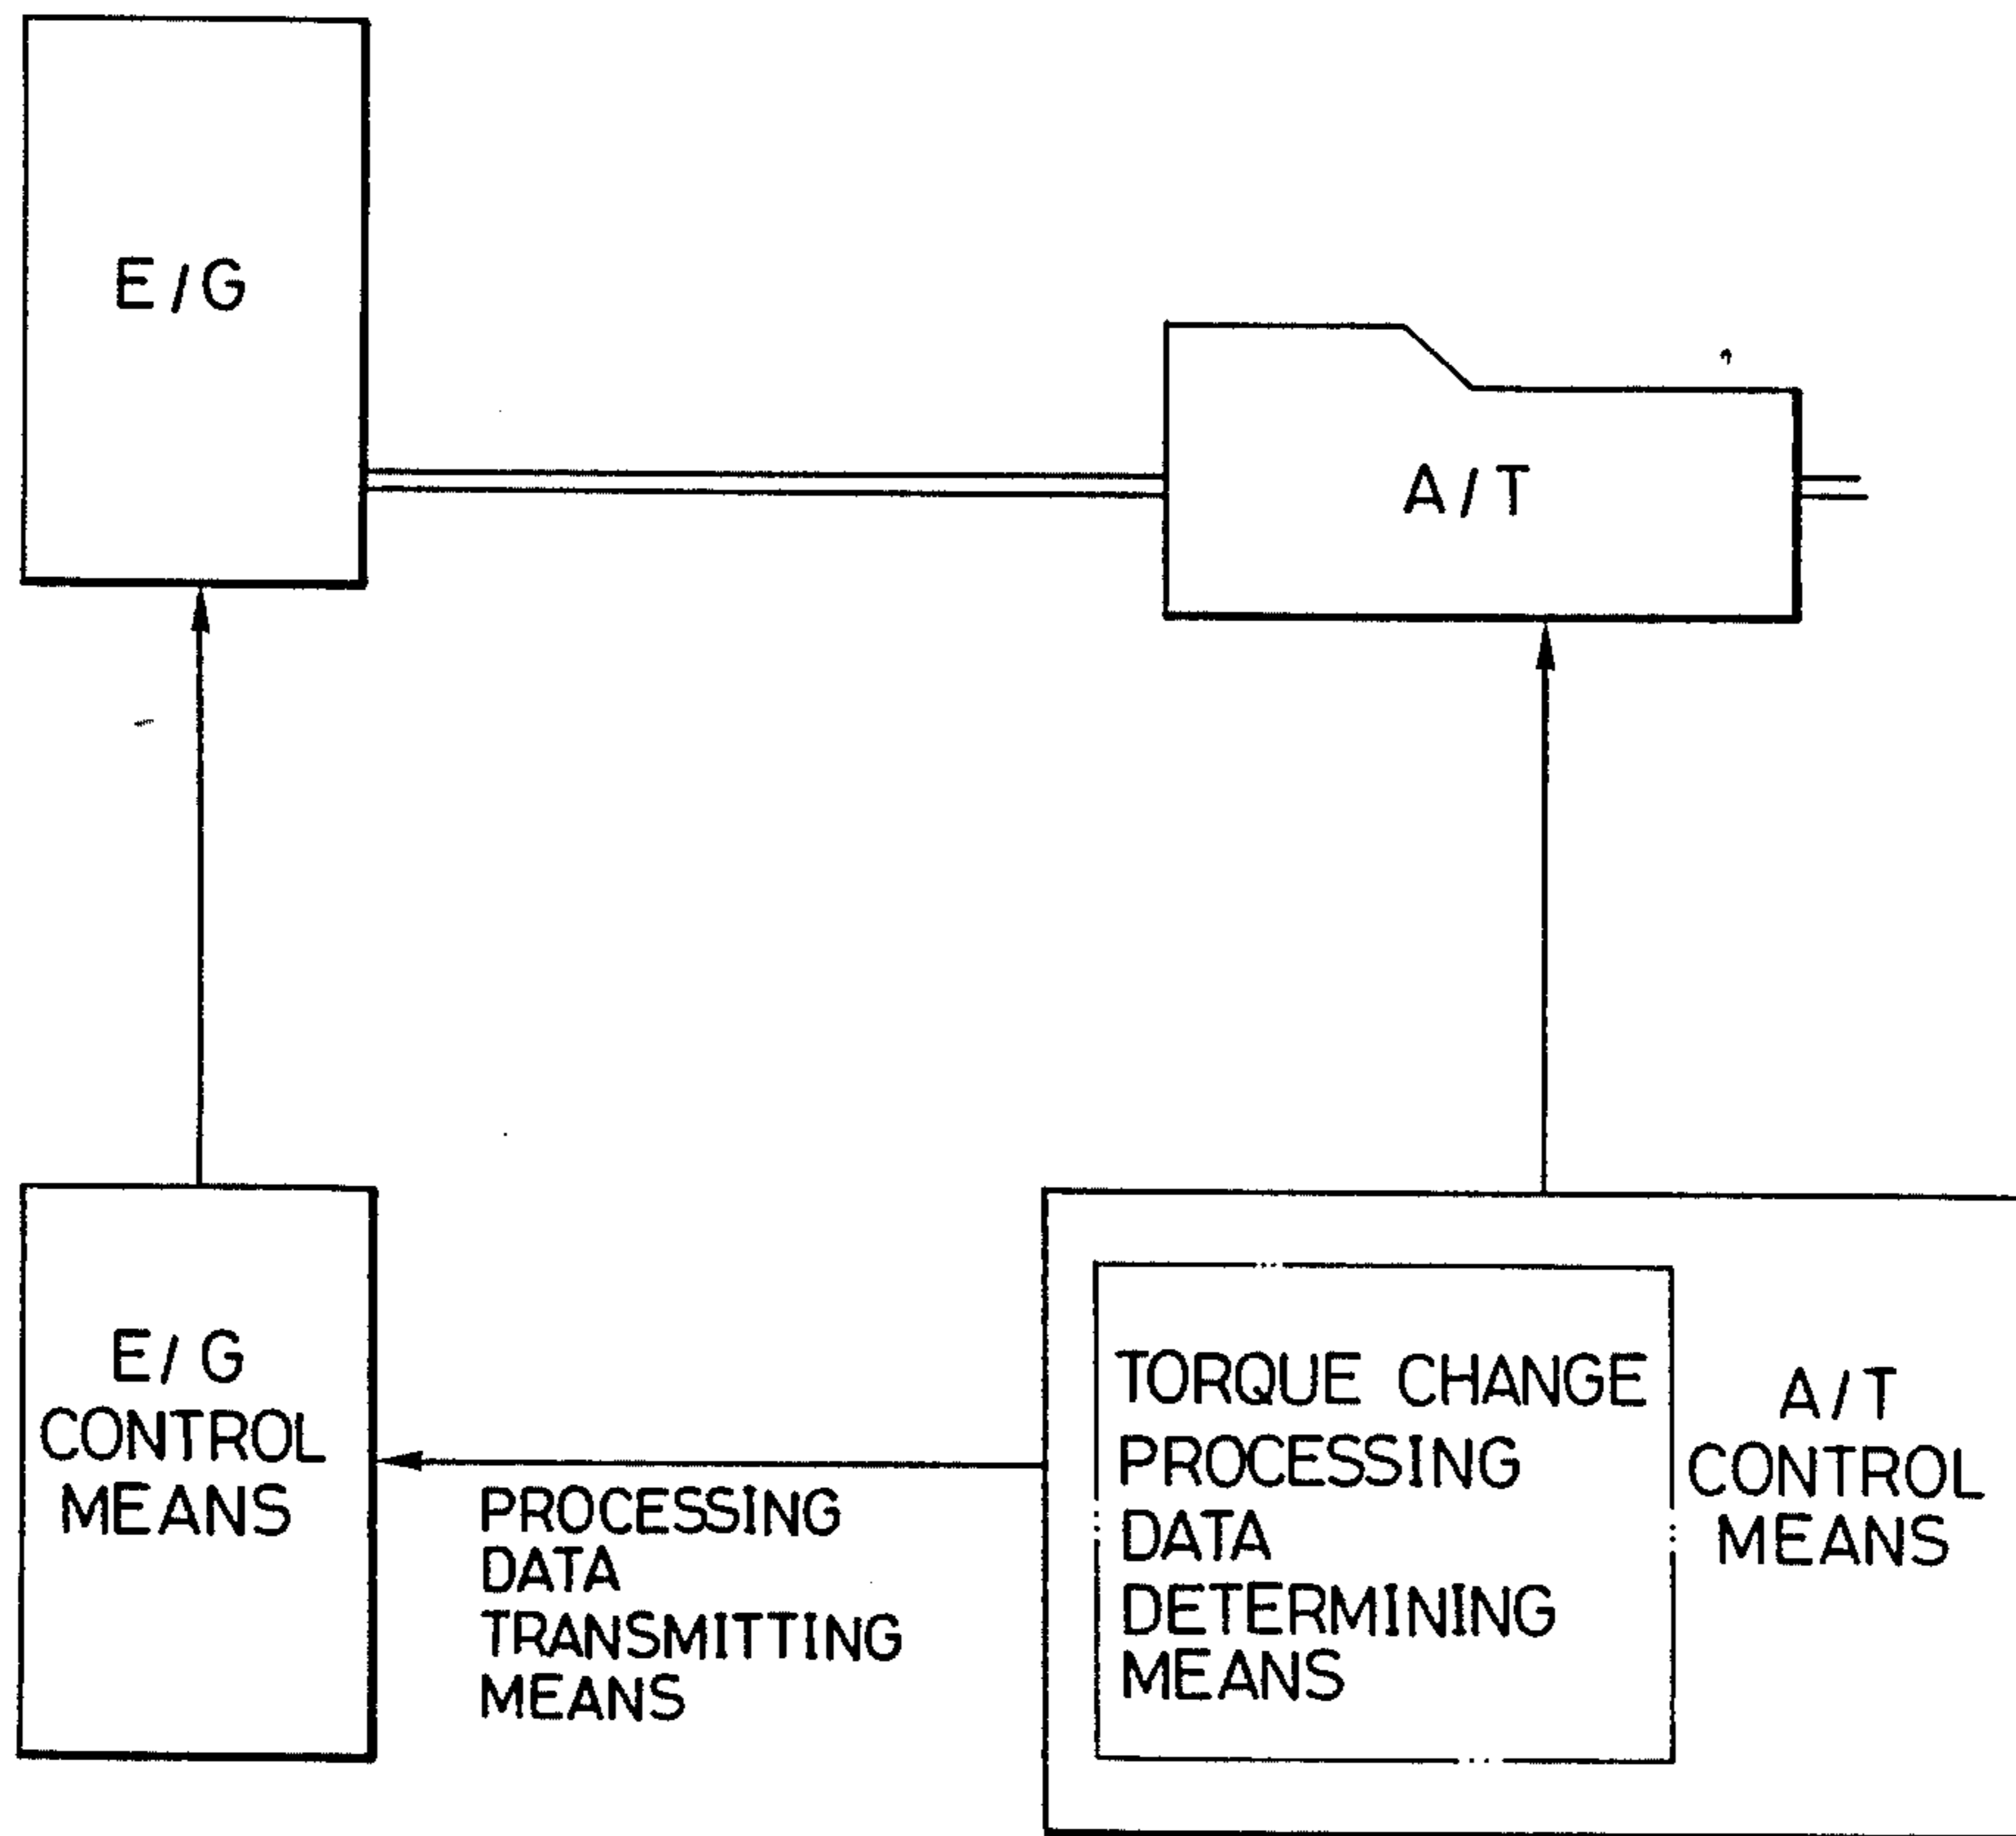 E/G
A/T
E/G
CONTROL
MEANS
PROCESSING
DATA
TRANSMITTING
MEANS
TORQUE CHANGE
PROCESSING
DATA
DETERMINING
MEANS
A/T
CONTROL
MEANS